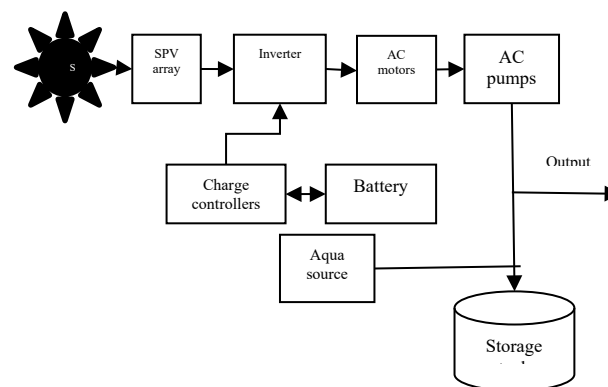 S
SPV
array
Inverter
AC
motors
AC
pumps
Output
Charge
controllers
Battery
Aqua
source
Storage